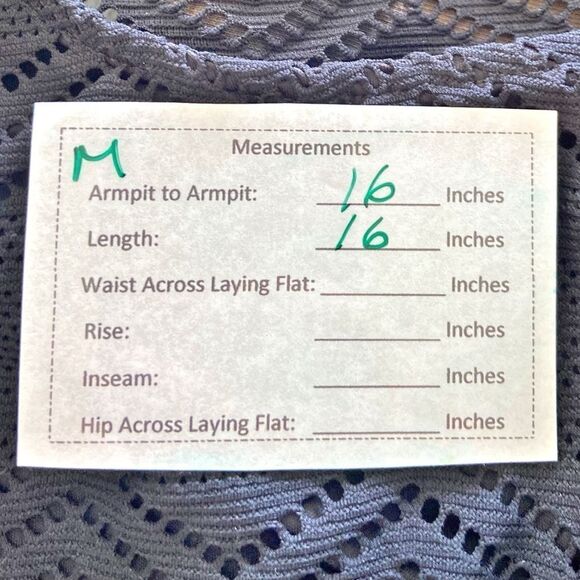 M
Measurements
Armpit to Armpit: 16 Inches
Length: 16 Inches
Waist Across Laying Flat: Inches
Rise: Inches
Inseam: Inches
Hip Across Laying Flat: Inches